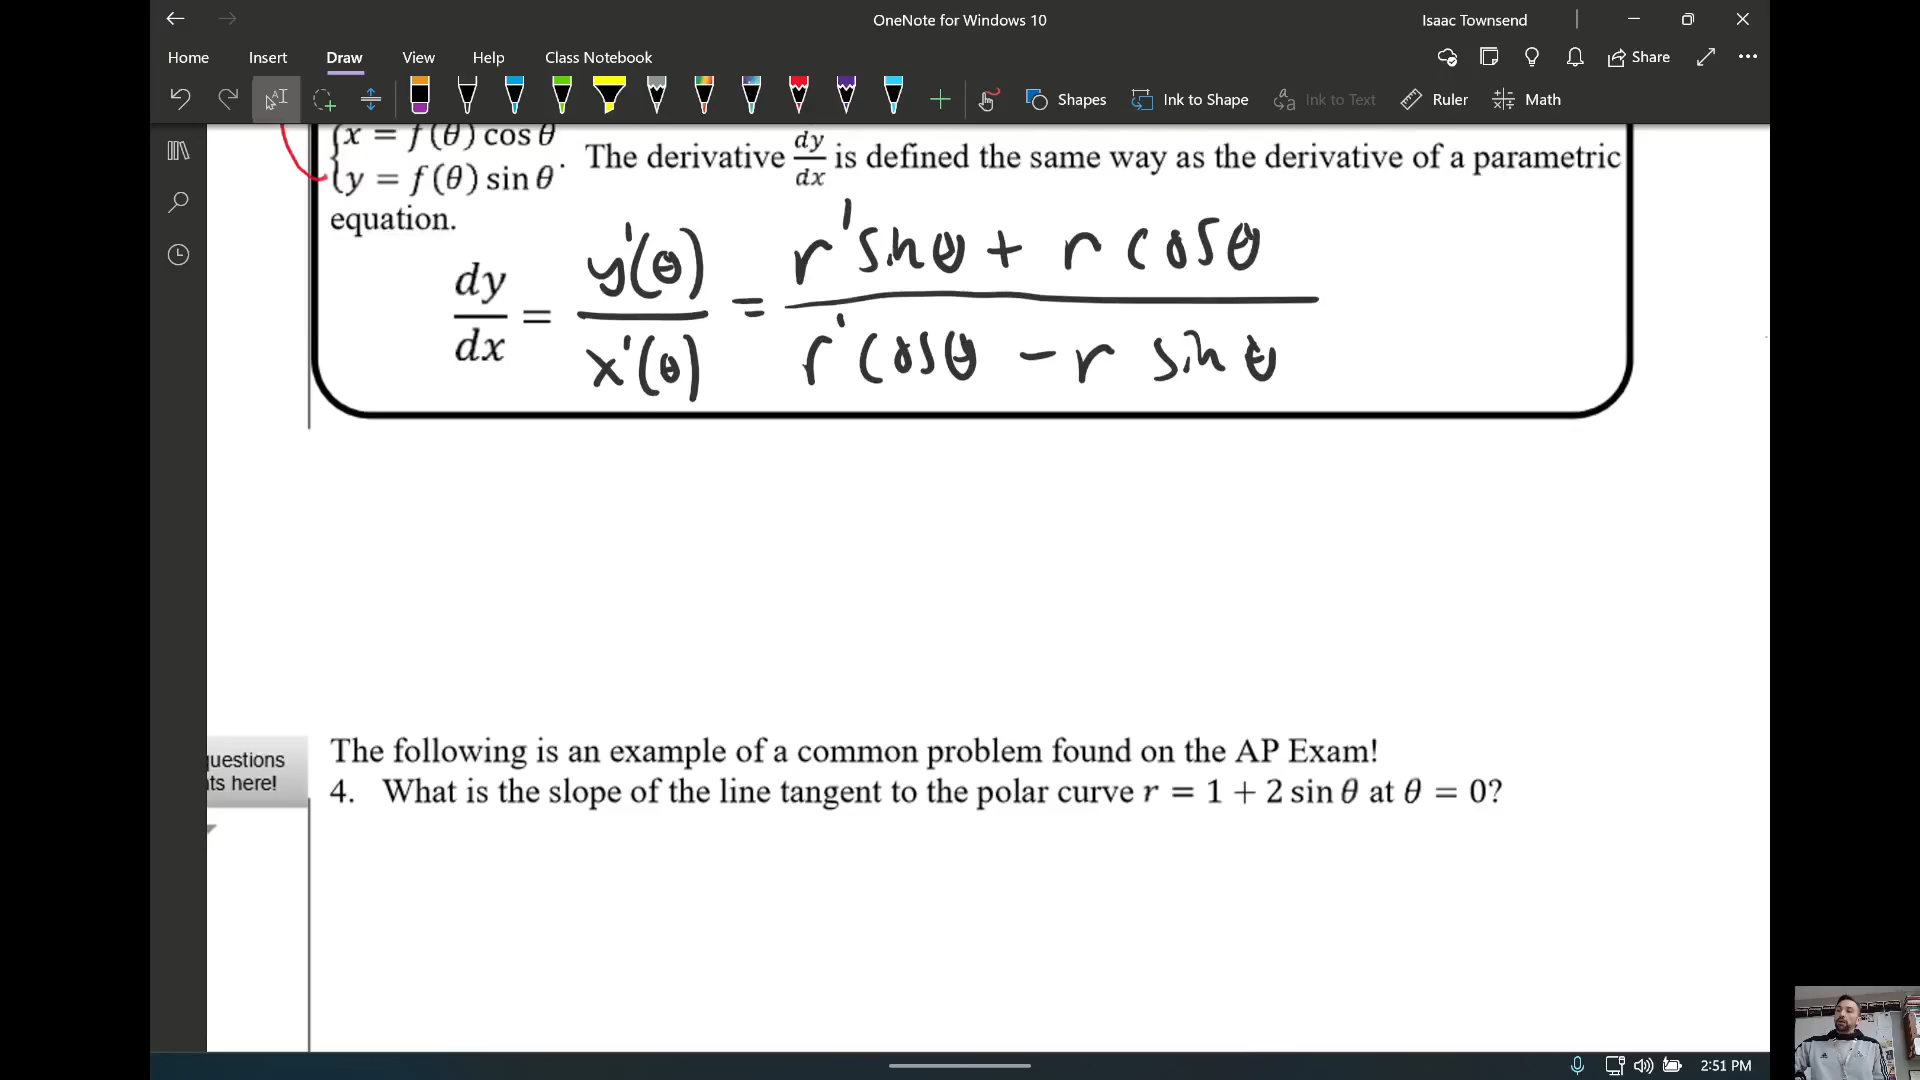 OneNote for Windows 10
Isaac Townsend
Home Insert Draw View Help Class Notebook
Share
Shapes Ink to Shape Ink to Text Ruler Math
{x = f(θ) cos θ
{y = f(θ) sin θ . The derivative dy/dx is defined the same way as the derivative of a parametric
equation.
dy/dx = y'(θ)/x'(θ) = (r' sin θ + r cos θ)/(r' cos θ − r sin θ)
uestions
ts here!
The following is an example of a common problem found on the AP Exam!
4. What is the slope of the line tangent to the polar curve r = 1 + 2 sin θ at θ = 0?
2:51 PM